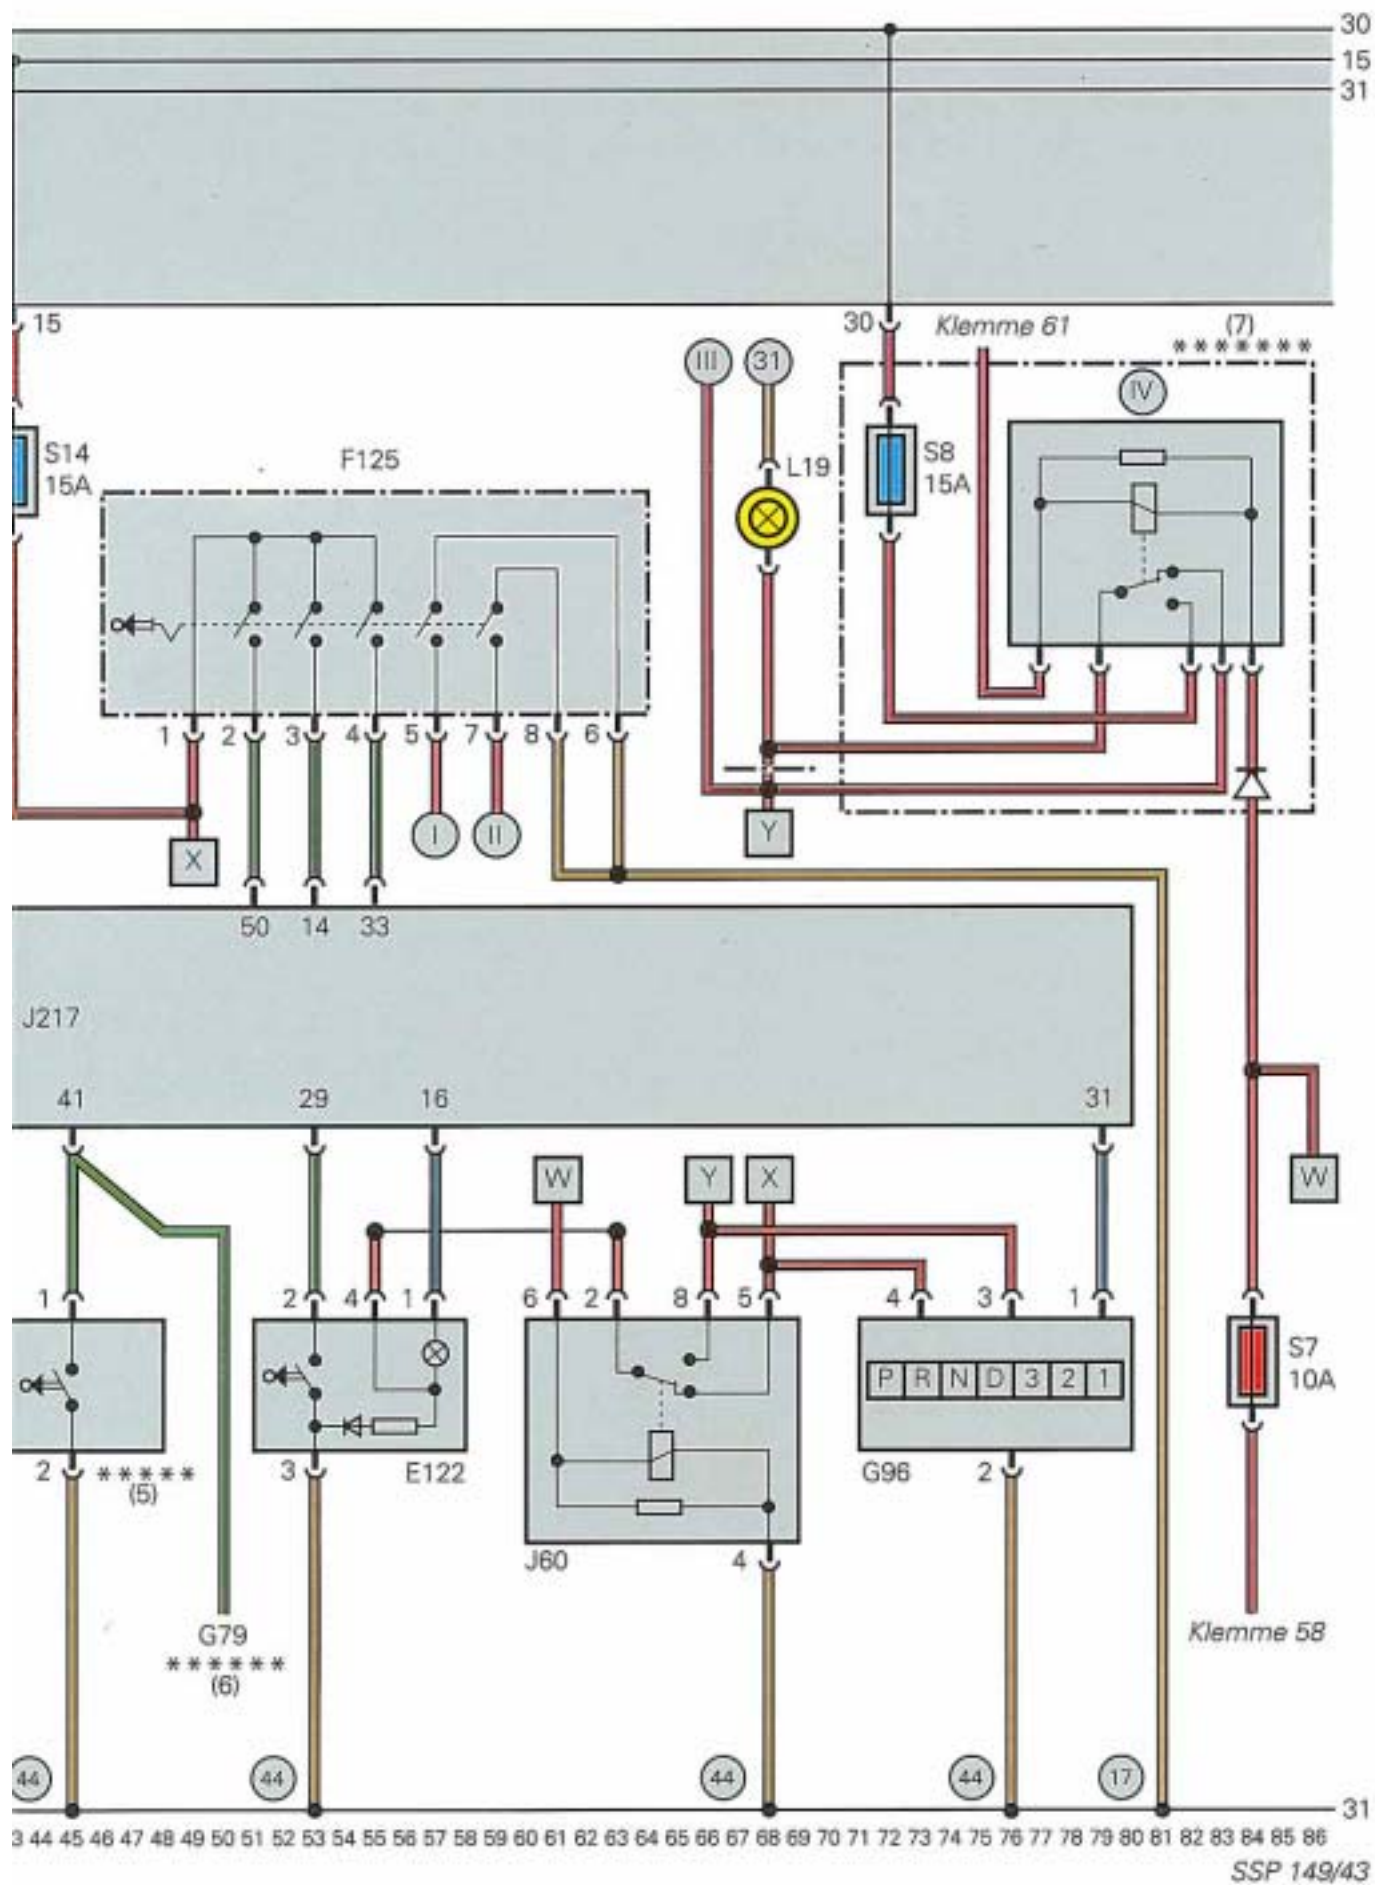 30
15
31
15
30
Klemme 61
(7)
* * * * * * *
III
31
IV
S14
15A
F125
L19
S8
15A
1 2 3 4 5 7 8 6
I
II
Y
X
50 14 33
J217
41 29 16 31
W
Y
X
W
1
2 4 1
6 2 8 5
4 3 1
P R N D 3 2 1
S7
10A
2
* * * * *
(5)
3
E122
G96
2
J60
4
G79
* * * * * *
(6)
Klemme 58
44
44
44
44
17
31
3 44 45 46 47 48 49 50 51 52 53 54 55 56 57 58 59 60 61 62 63 64 65 66 67 68 69 70 71 72 73 74 75 76 77 78 79 80 81 82 83 84 85 86
SSP 149/43